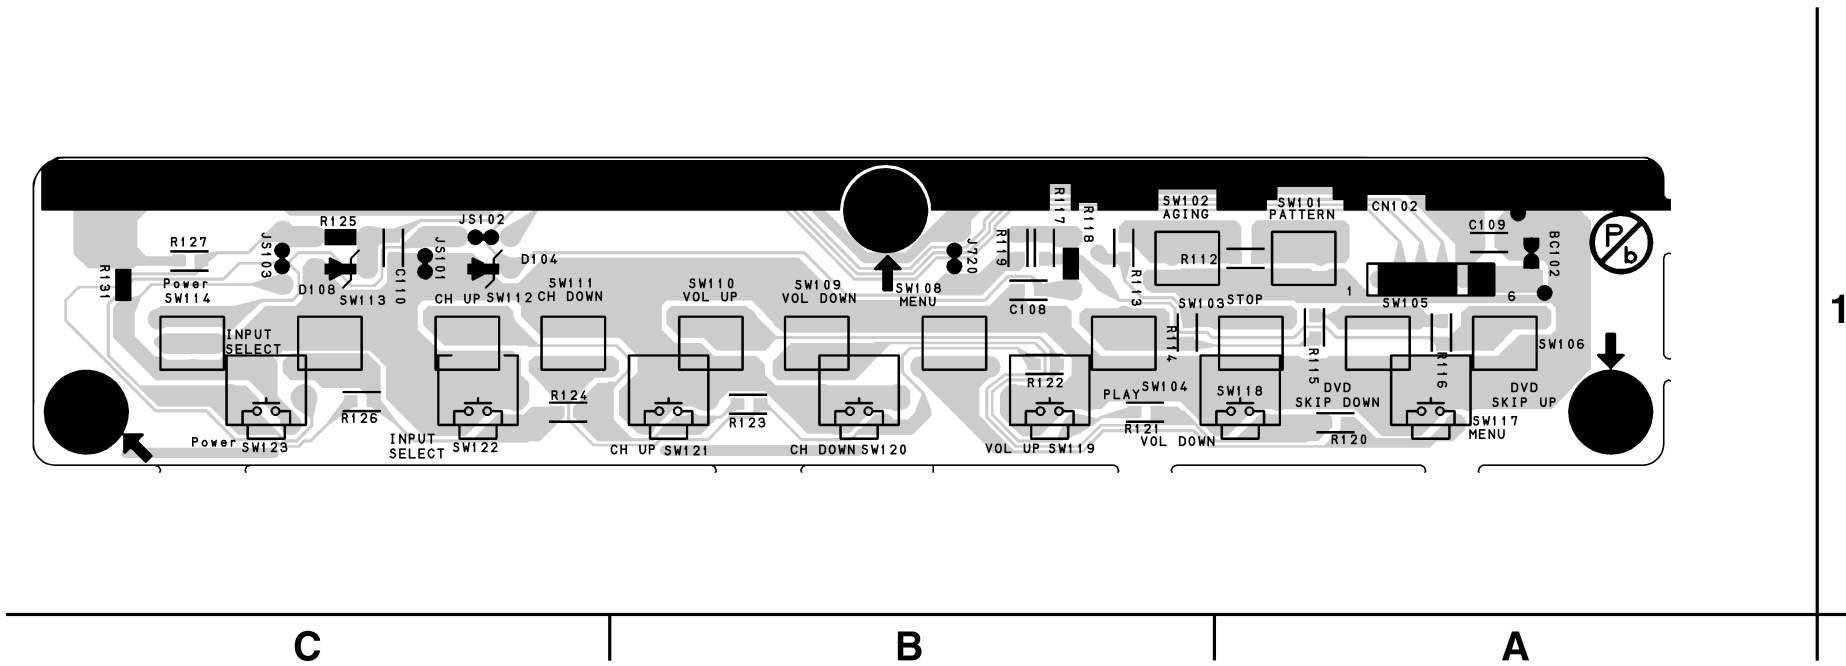 R117
R118
SW102
AGING
SW101
PATTERN
CN102
R125
JS102
C109
R127
JS103
JS101
J720
R119
P
b
BC102
R131
Power
SW114
D108
SW113
C110
D104
CH UP SW112
SW111
CH DOWN
SW110
VOL UP
SW109
VOL DOWN
SW108
MENU
C108
R113
R112
SW103 STOP
1
SW105
6
1
INPUT
SELECT
R114
R115
R116
SW106
R126
R124
R123
R122
PLAY SW104
R121
VOL DOWN
SW118
DVD
SKIP DOWN
R120
DVD
SKIP UP
SW117
MENU
Power SW123
INPUT
SELECT SW122
CH UP SW121
CH DOWN SW120
VOL UP SW119
C
B
A